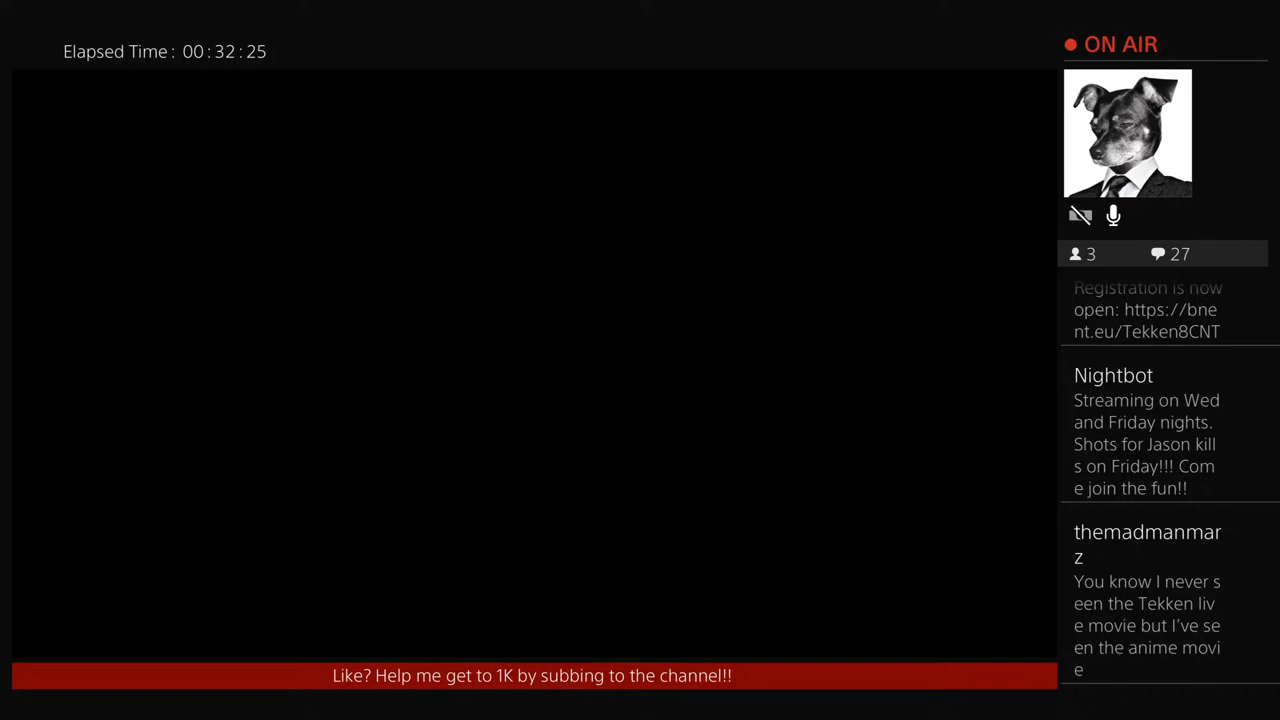 Elapsed Time: 00:32:25
ON AIR
3 27
Registration is now
open: https://bne
nt.eu/Tekken8CNT
Nightbot
Streaming on Wed
and Friday nights.
Shots for Jason kill
s on Friday!!! Com
e join the fun!!
themadmanmar
z
You know I never s
een the Tekken liv
e movie but I've se
en the anime movi
e
Like? Help me get to 1K by subbing to the channel!!